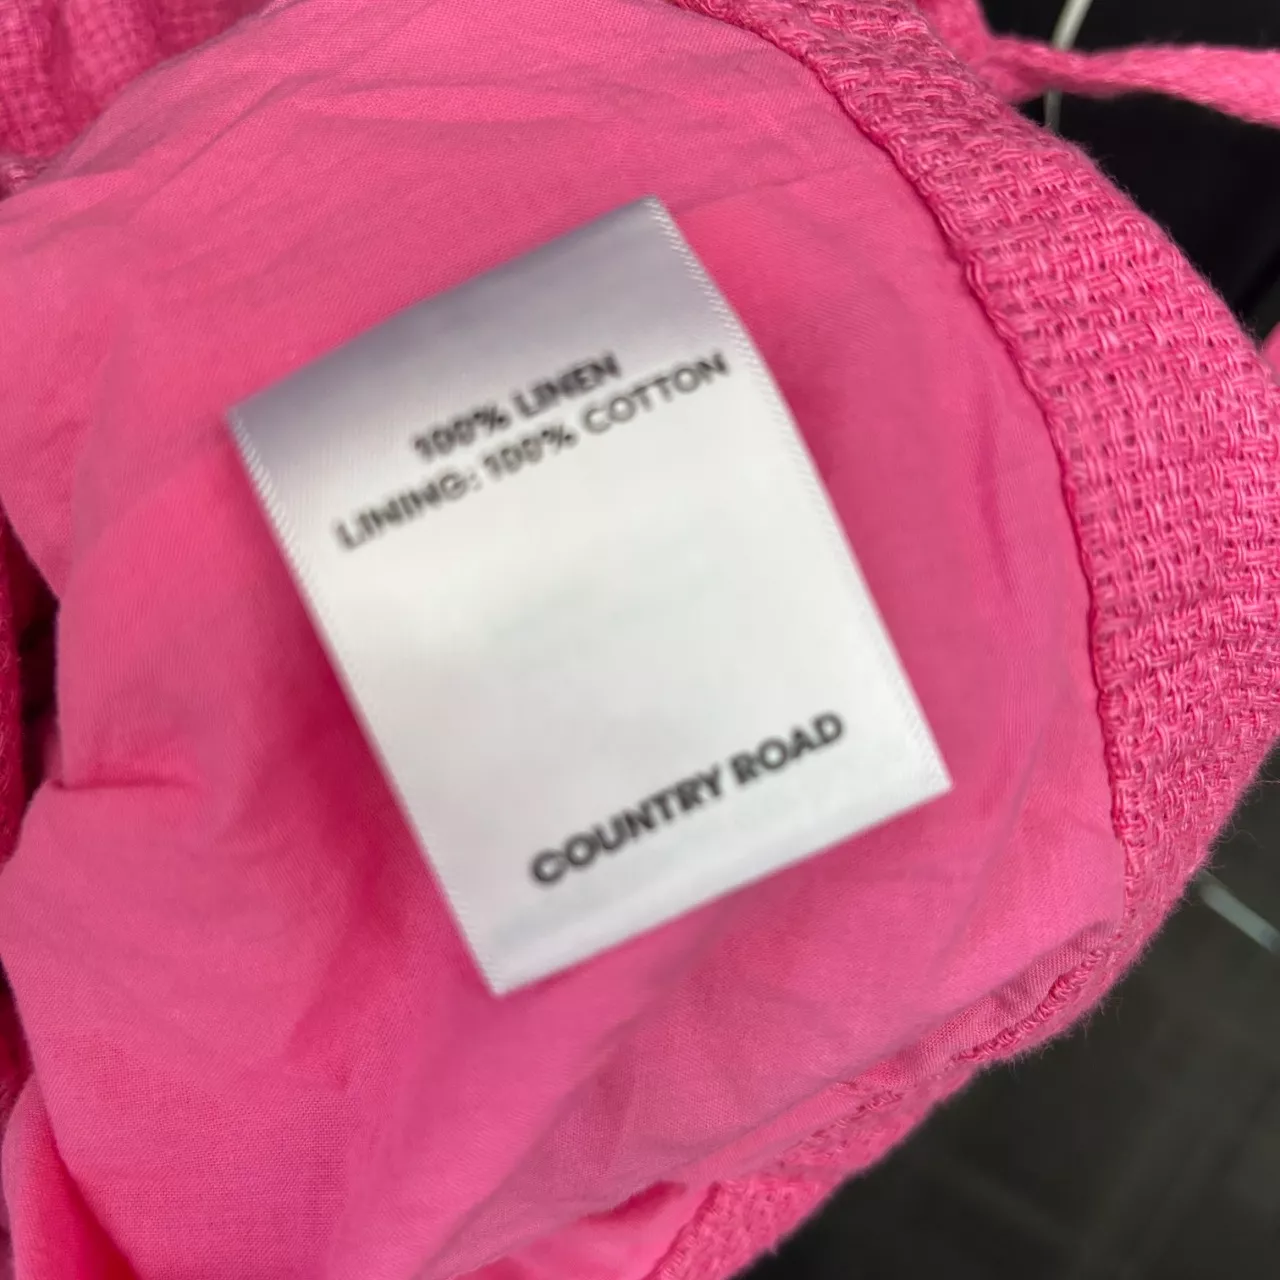 100% LINEN
LINING: 100% COTTON
COUNTRY ROAD